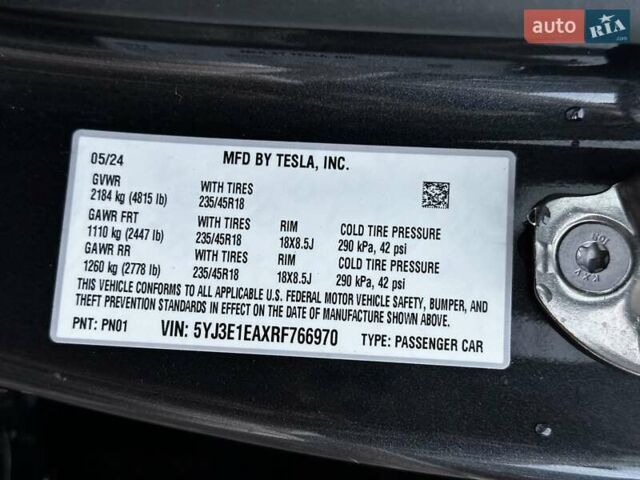 auto RIA .com
05/24 MFD BY TESLA, INC.
GVWR WITH TIRES
2184 kg (4815 lb) 235/45R18
GAWR FRT WITH TIRES RIM COLD TIRE PRESSURE
1110 kg (2447 lb) 235/45R18 18X8.5J 290 kPa, 42 psi
GAWR RR WITH TIRES RIM COLD TIRE PRESSURE
1260 kg (2778 lb) 235/45R18 18X8.5J 290 kPa, 42 psi
THIS VEHICLE CONFORMS TO ALL APPLICABLE U.S. FEDERAL MOTOR VEHICLE SAFETY, BUMPER, AND
THEFT PREVENTION STANDARDS IN EFFECT ON THE DATE OF MANUFACTURE SHOWN ABOVE.
PNT: PN01 VIN: 5YJ3E1EAXRF766970 TYPE: PASSENGER CAR